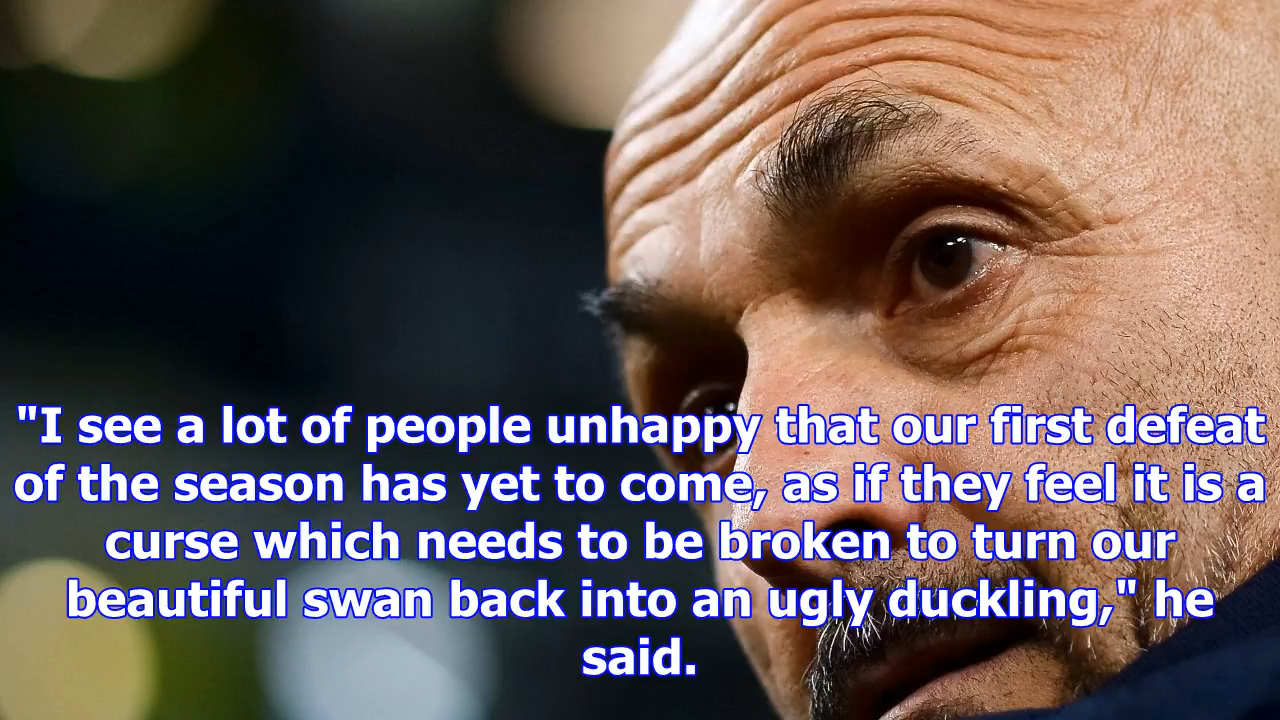 "I see a lot of people unhappy that our first defeat
of the season has yet to come, as if they feel it is a
curse which needs to be broken to turn our
beautiful swan back into an ugly duckling," he
said.